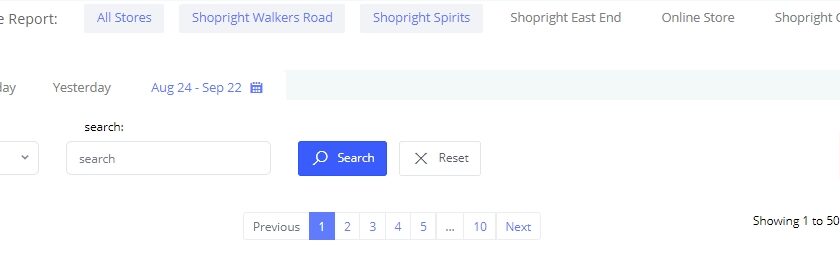 e Report: All Stores Shopright Walkers Road Shopright Spirits Shopright East End Online Store Shopright
day Yesterday Aug 24 - Sep 22
search:
search Search Reset
Previous 1 2 3 4 5 ... 10 Next
Showing 1 to 50